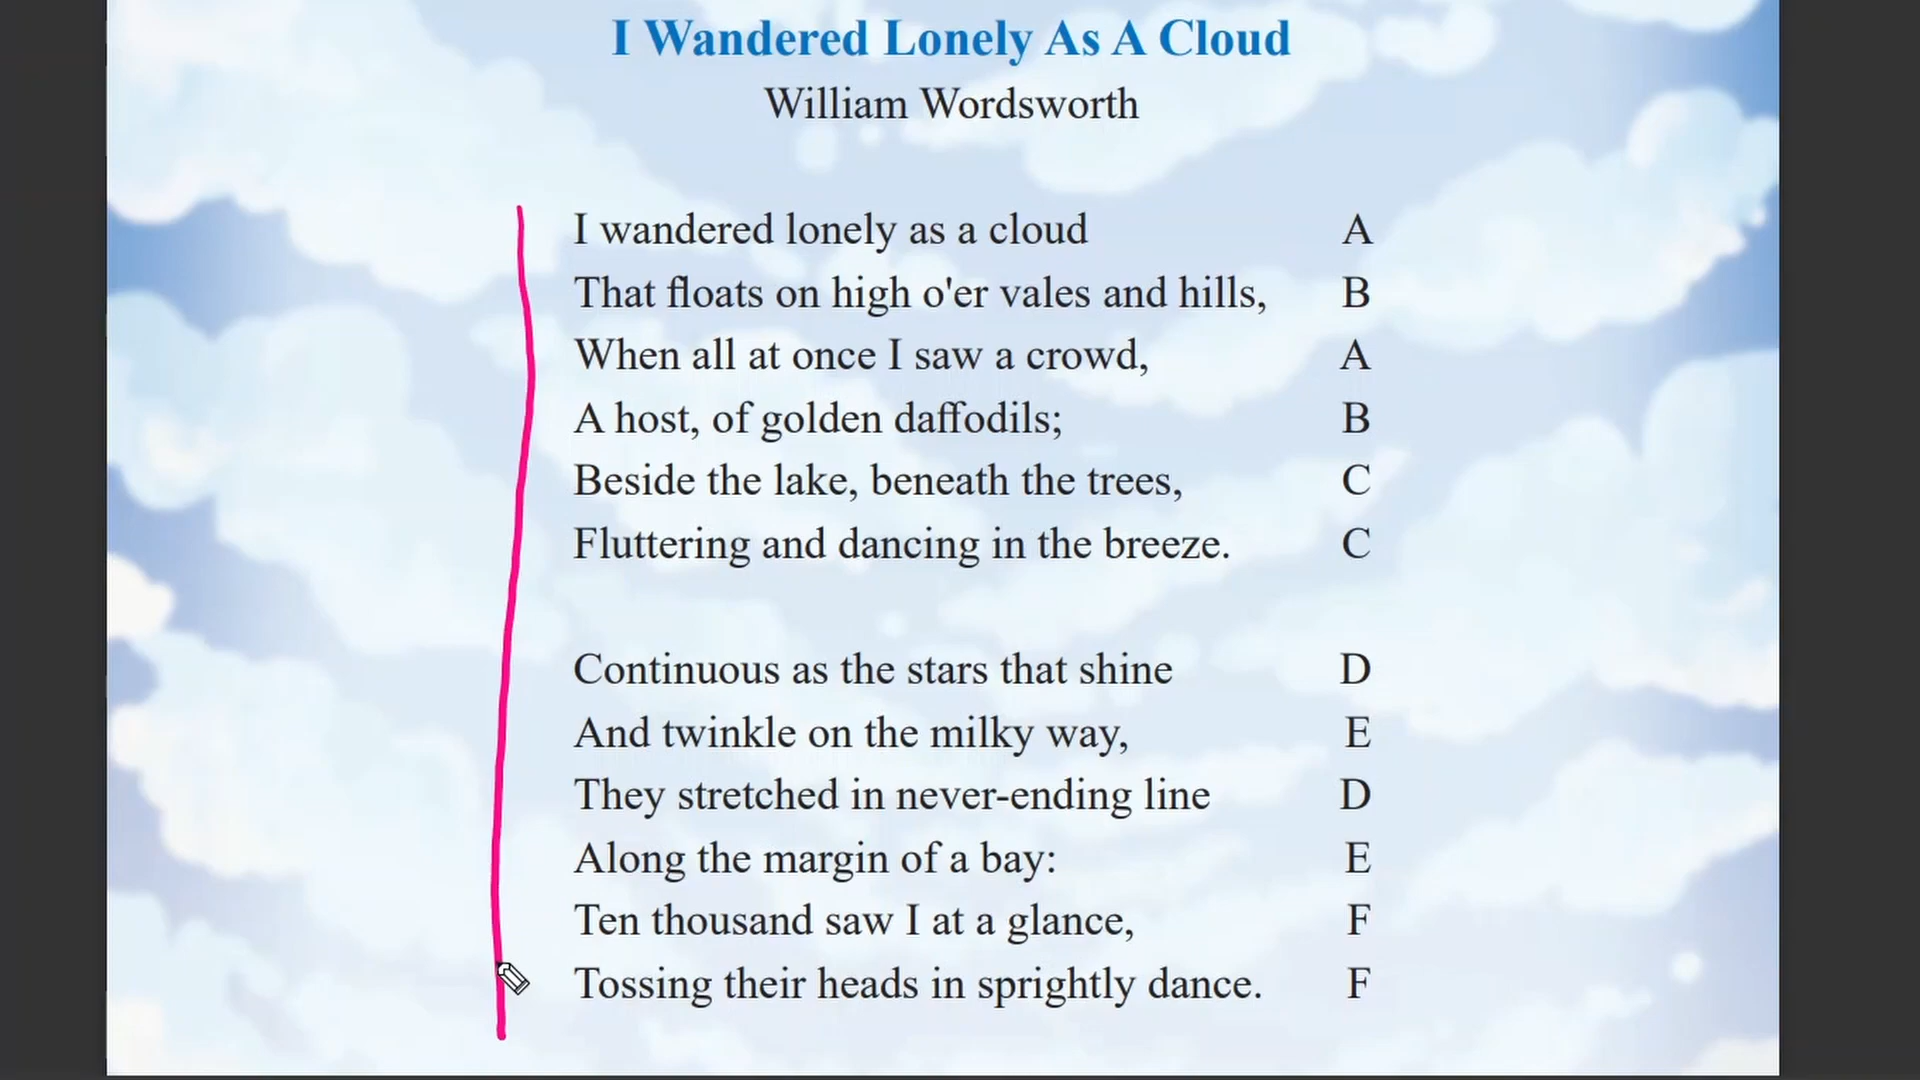 I Wandered Lonely As A Cloud
William Wordsworth
I wandered lonely as a cloud A
That floats on high o'er vales and hills, B
When all at once I saw a crowd, A
A host, of golden daffodils; B
Beside the lake, beneath the trees, C
Fluttering and dancing in the breeze. C
Continuous as the stars that shine D
And twinkle on the milky way, E
They stretched in never-ending line D
Along the margin of a bay: E
Ten thousand saw I at a glance, F
Tossing their heads in sprightly dance. F